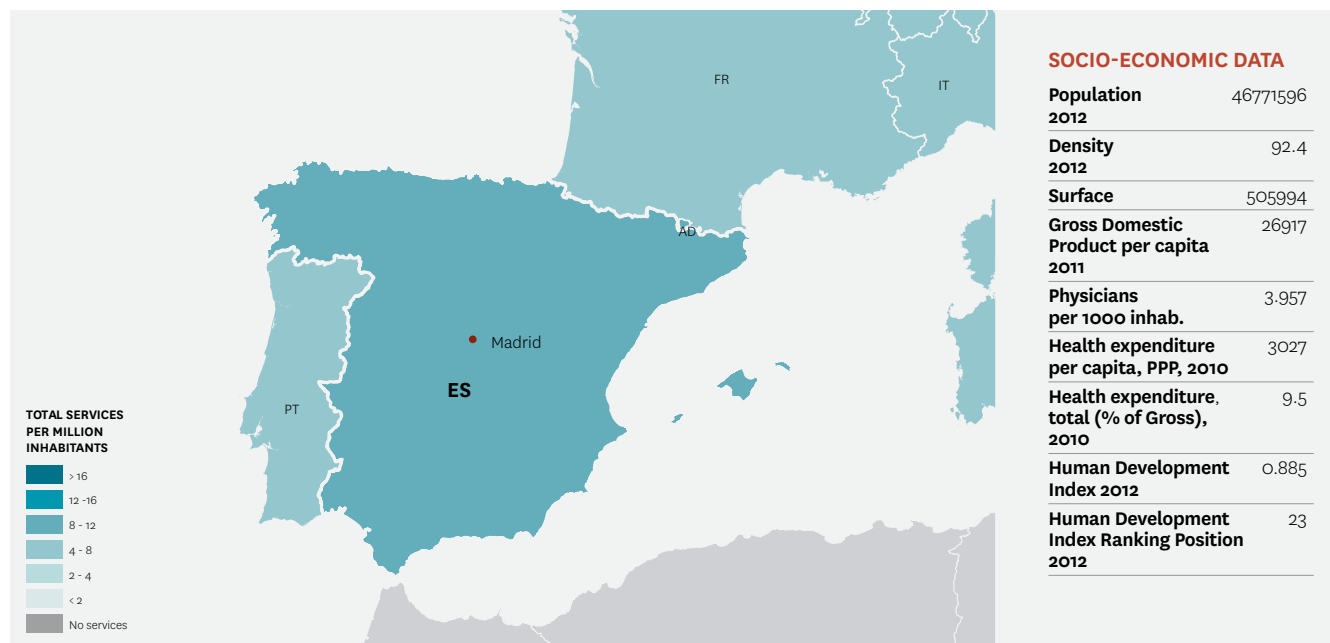 FR
IT
AD
Madrid
ES
PT
TOTAL SERVICES
PER MILLION
INHABITANTS
> 16
12 -16
8 - 12
4 - 8
2 - 4
< 2
No services
SOCIO-ECONOMIC DATA
Population 46771596
2012
Density 92.4
2012
Surface 505994
Gross Domestic 26917
Product per capita
2011
Physicians 3.957
per 1000 inhab.
Health expenditure 3027
per capita, PPP, 2010
Health expenditure, 9.5
total (% of Gross),
2010
Human Development 0.885
Index 2012
Human Development 23
Index Ranking Position
2012